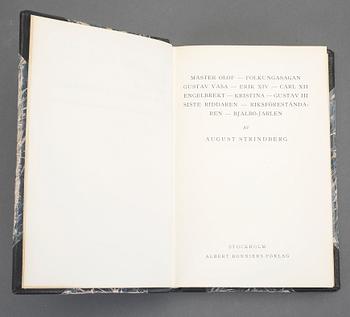 MÄSTER OLOF — FOLKUNGASAGAN
GUSTAV VASA — ERIK XIV — CARL XII
ENGELBREKT — KRISTINA — GUSTAV III
SISTE RIDDAREN — RIKSFÖRESTÅNDA-
REN — BJÄLBO-JARLEN
AV
AUGUST STRINDBERG
STOCKHOLM
ALBERT BONNIERS FÖRLAG